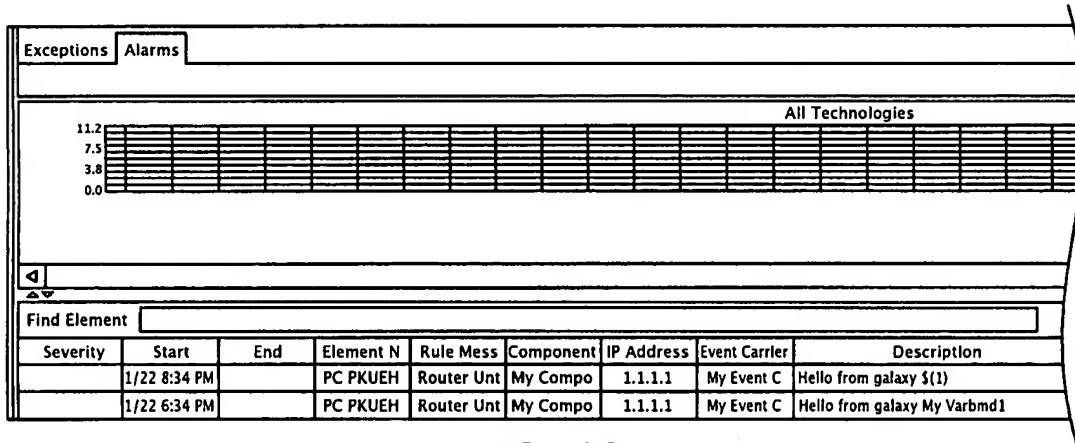 Exceptions Alarms
All Technologies
11.2
7.5
3.8
0.0
Find Element
Severity Start End Element N Rule Mess Component IP Address Event Carrier Description
1/22 8:34 PM PC PKUEH Router Unt My Compo 1.1.1.1 My Event C Hello from galaxy $(1)
1/22 6:34 PM PC PKUEH Router Unt My Compo 1.1.1.1 My Event C Hello from galaxy My Varbmd1